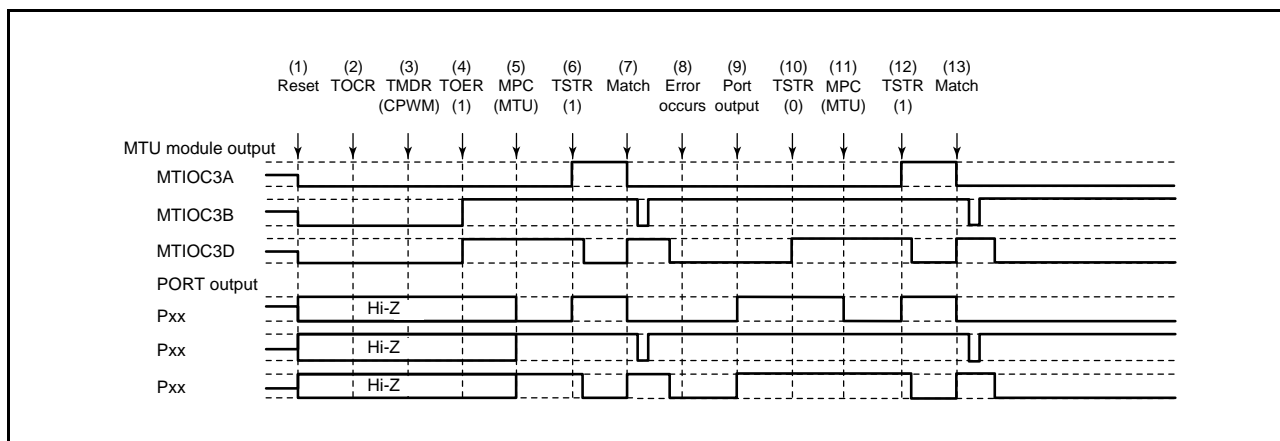 (1) (2) (3) (4) (5) (6) (7) (8) (9) (10) (11) (12) (13)
Reset TOCR TMDR TOER MPC TSTR Match Error Port TSTR MPC TSTR Match
(CPWM) (1) (MTU) (1) occurs output (0) (MTU) (1)
MTU module output
MTIOC3A
MTIOC3B
MTIOC3D
PORT output
Pxx Hi-Z
Pxx Hi-Z
Pxx Hi-Z